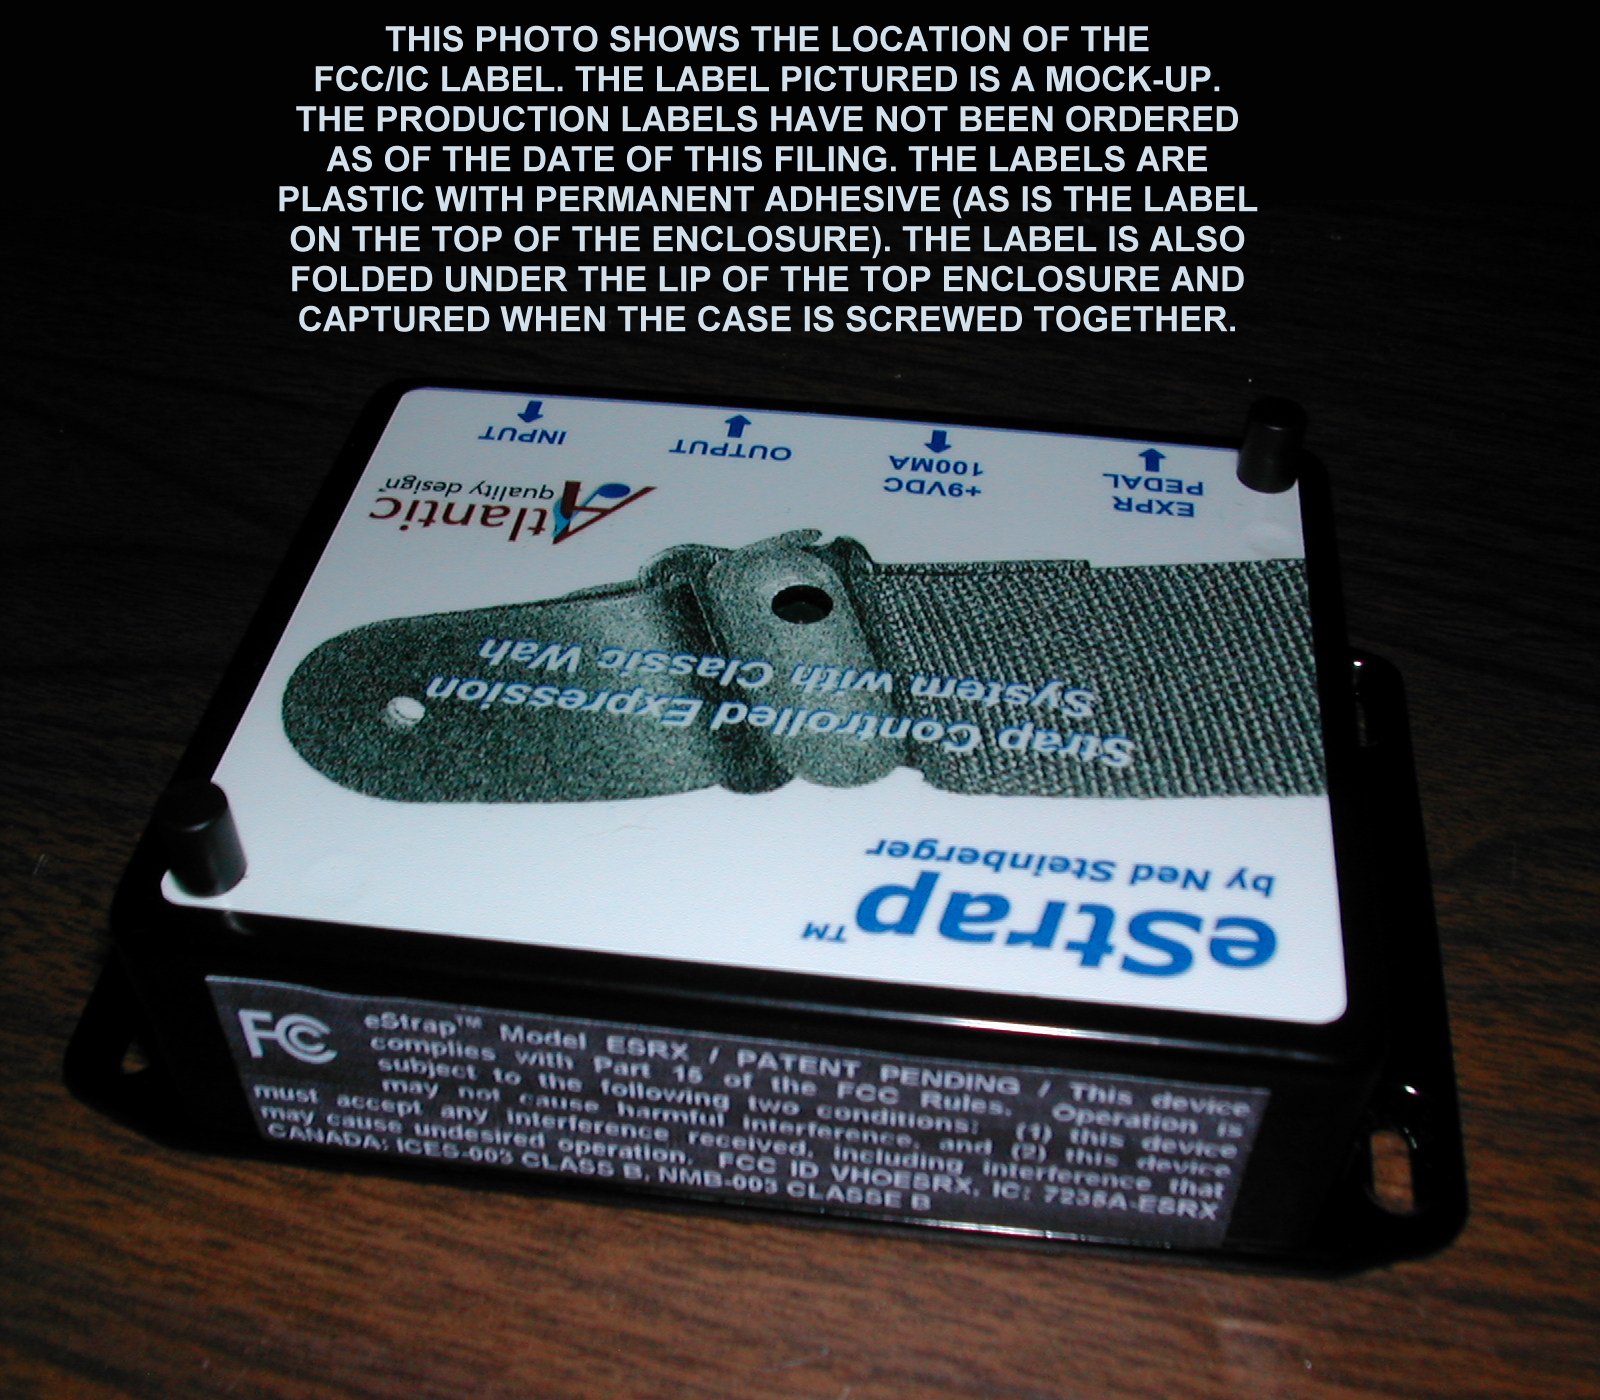 THIS PHOTO SHOWS THE LOCATION OF THE
FCC/IC LABEL. THE LABEL PICTURED IS A MOCK-UP.
THE PRODUCTION LABELS HAVE NOT BEEN ORDERED
AS OF THE DATE OF THIS FILING. THE LABELS ARE
PLASTIC WITH PERMANENT ADHESIVE (AS IS THE LABEL
ON THE TOP OF THE ENCLOSURE). THE LABEL IS ALSO
FOLDED UNDER THE LIP OF THE TOP ENCLOSURE AND
CAPTURED WHEN THE CASE IS SCREWED TOGETHER.
eStrap™
by Ned Steinberger
Strap Controlled Expression
System with Classic Wah
Atlantic
quality design™
EXPR
PEDAL
+9VDC
100MA
OUTPUT
INPUT
FC eStrap™ Model ESRX / PATENT PENDING / This device
complies with Part 15 of the FCC Rules. Operation is
subject to the following two conditions: (1) this device
may not cause harmful interference, and (2) this device
must accept any interference received, including interference that
may cause undesired operation. FCC ID VHOESRX, IC: 7235A-ESRX
CANADA: ICES-003 CLASS B, NMB-003 CLASSE B